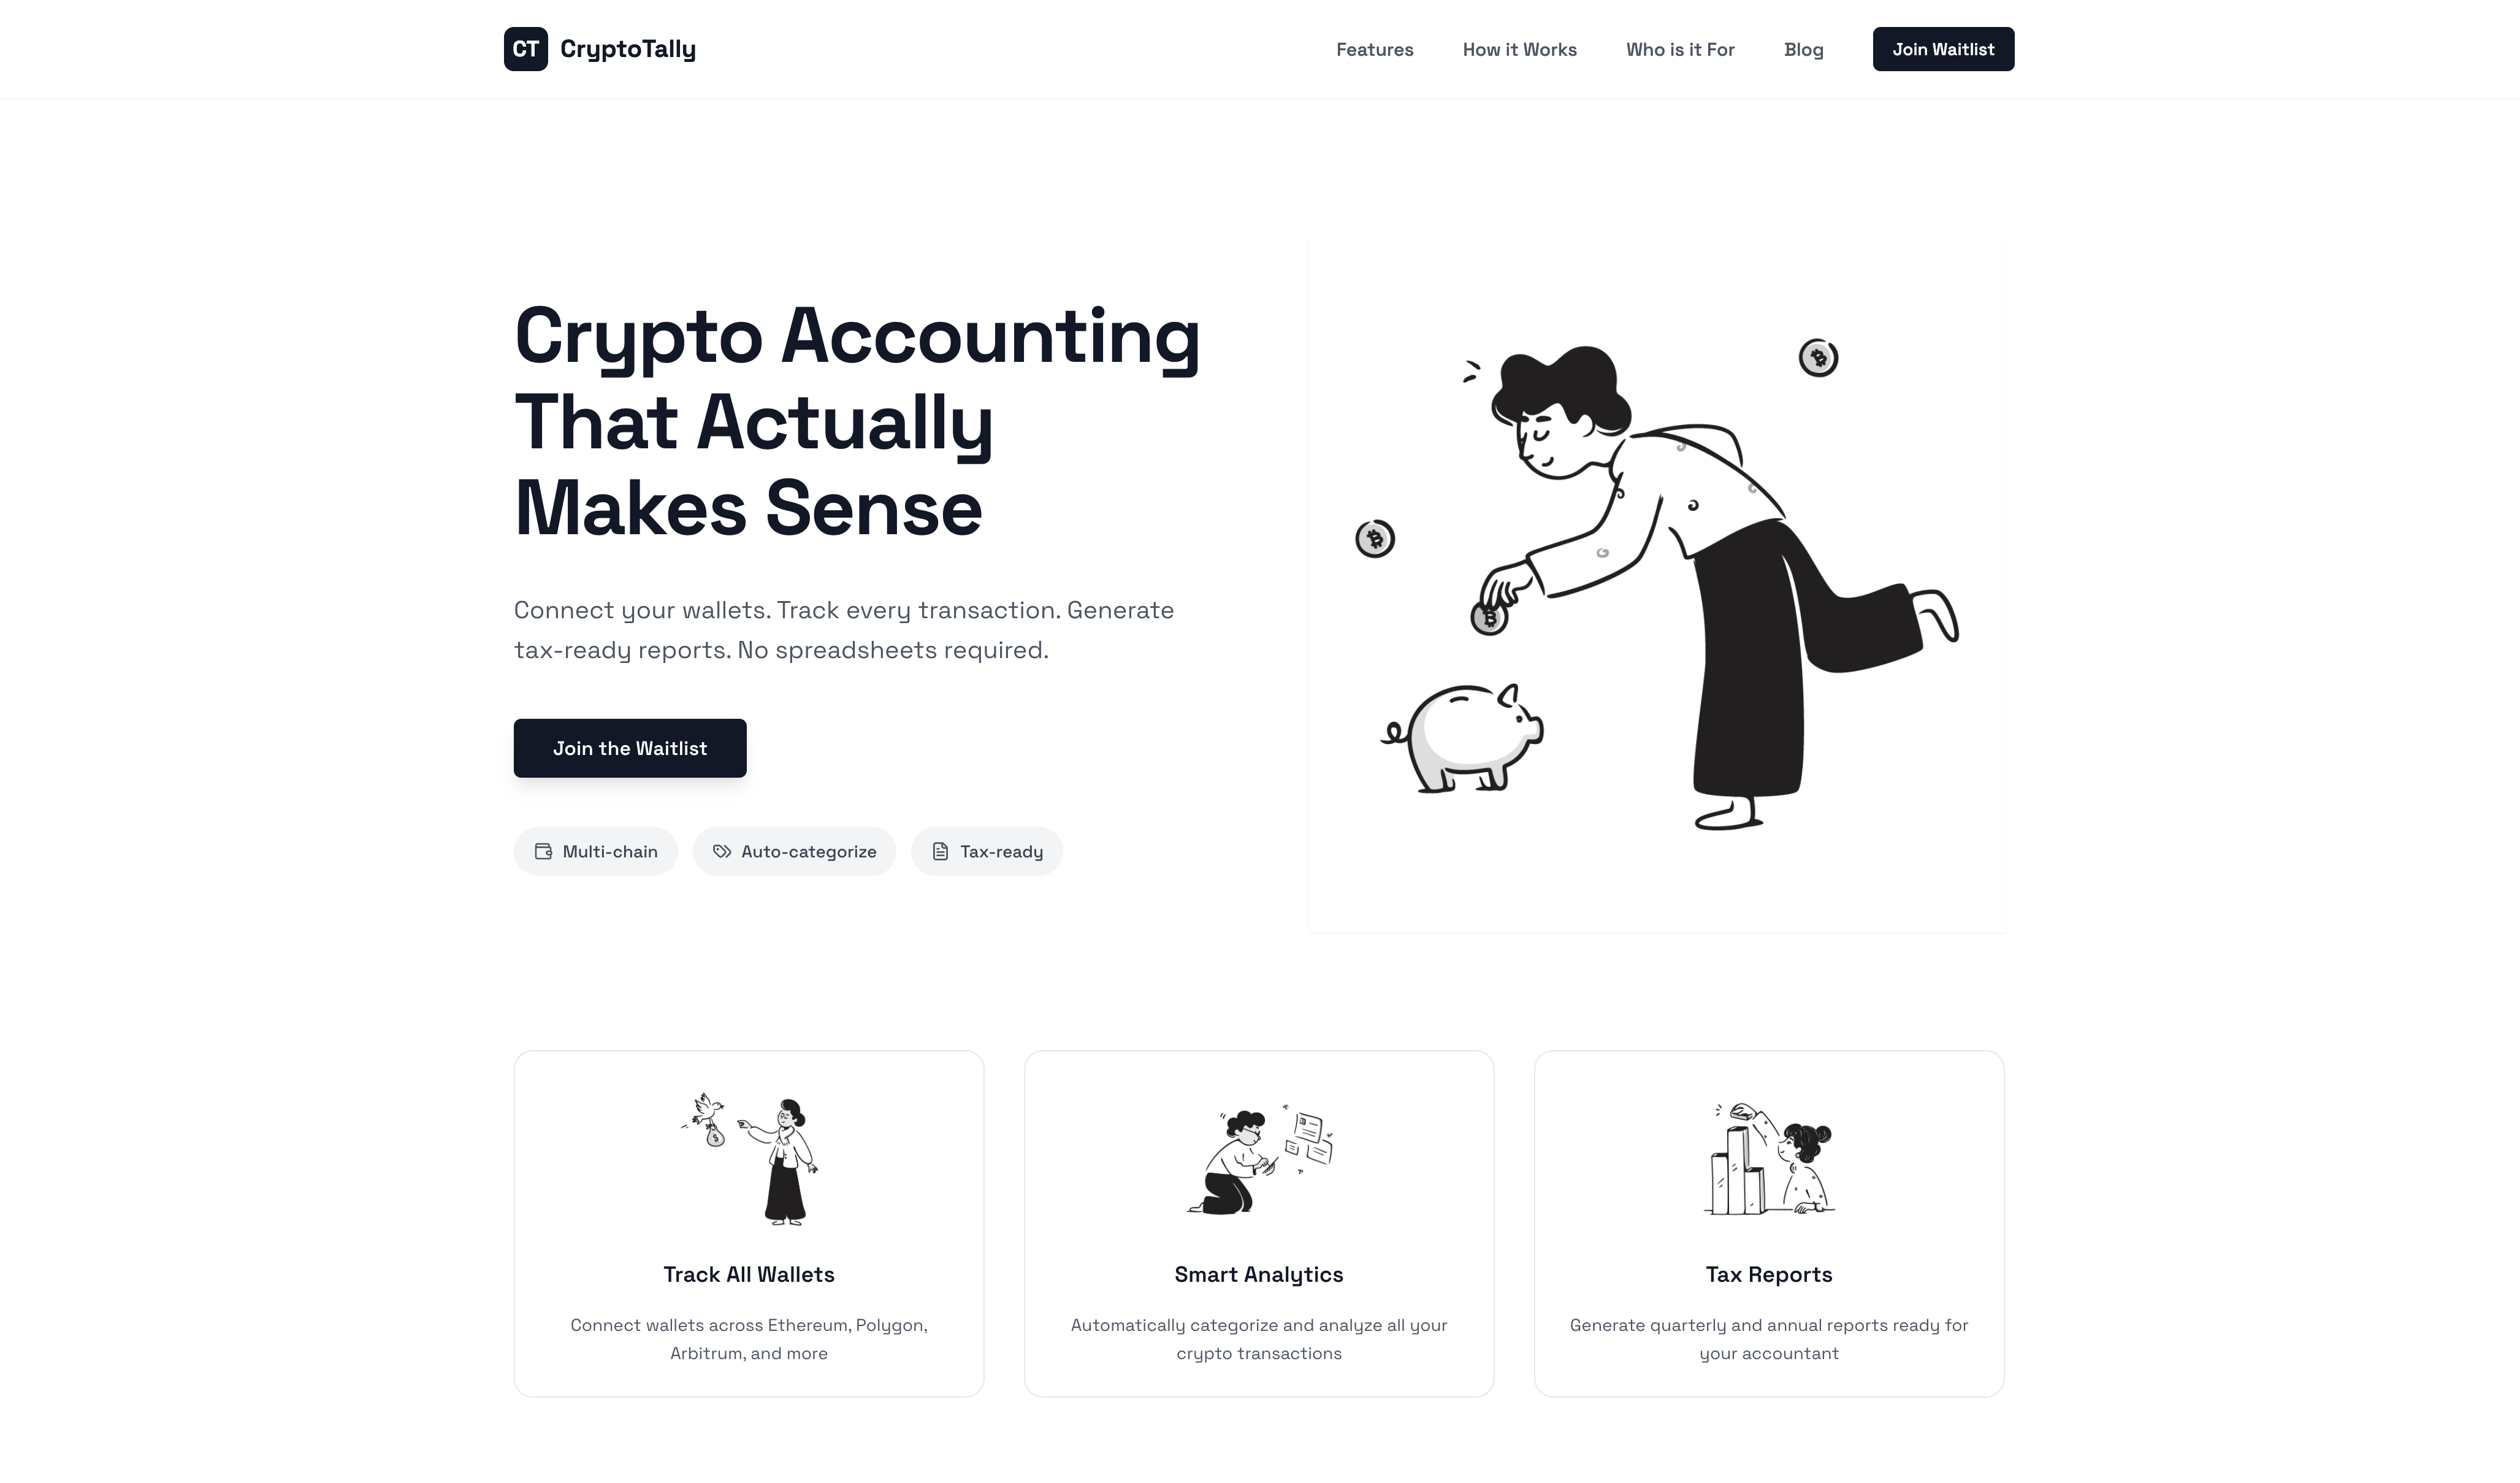 CT CryptoTally
Features How it Works Who is it For Blog Join Waitlist
Crypto Accounting
That Actually
Makes Sense
Connect your wallets. Track every transaction. Generate
tax-ready reports. No spreadsheets required.
Join the Waitlist
Multi-chain Auto-categorize Tax-ready
Track All Wallets
Connect wallets across Ethereum, Polygon,
Arbitrum, and more
Smart Analytics
Automatically categorize and analyze all your
crypto transactions
Tax Reports
Generate quarterly and annual reports ready for
your accountant